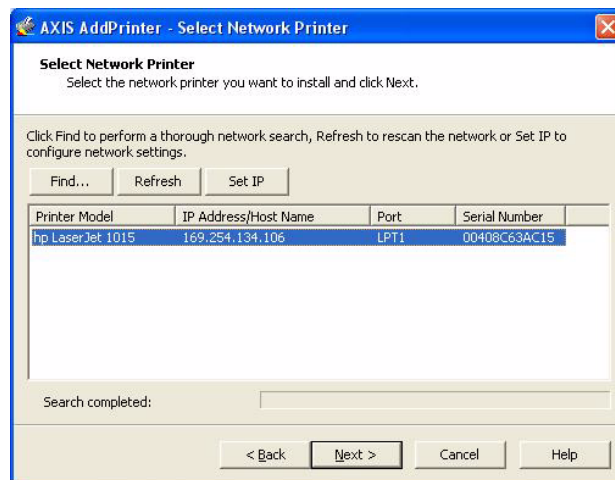 AXIS AddPrinter - Select Network Printer
Select Network Printer
Select the network printer you want to install and click Next.
Click Find to perform a thorough network search, Refresh to rescan the network or Set IP to
configure network settings.
Find... Refresh Set IP
Printer Model IP Address/Host Name Port Serial Number
hp LaserJet 1015 169.254.134.106 LPT1 00408C63AC15
Search completed:
< Back Next > Cancel Help